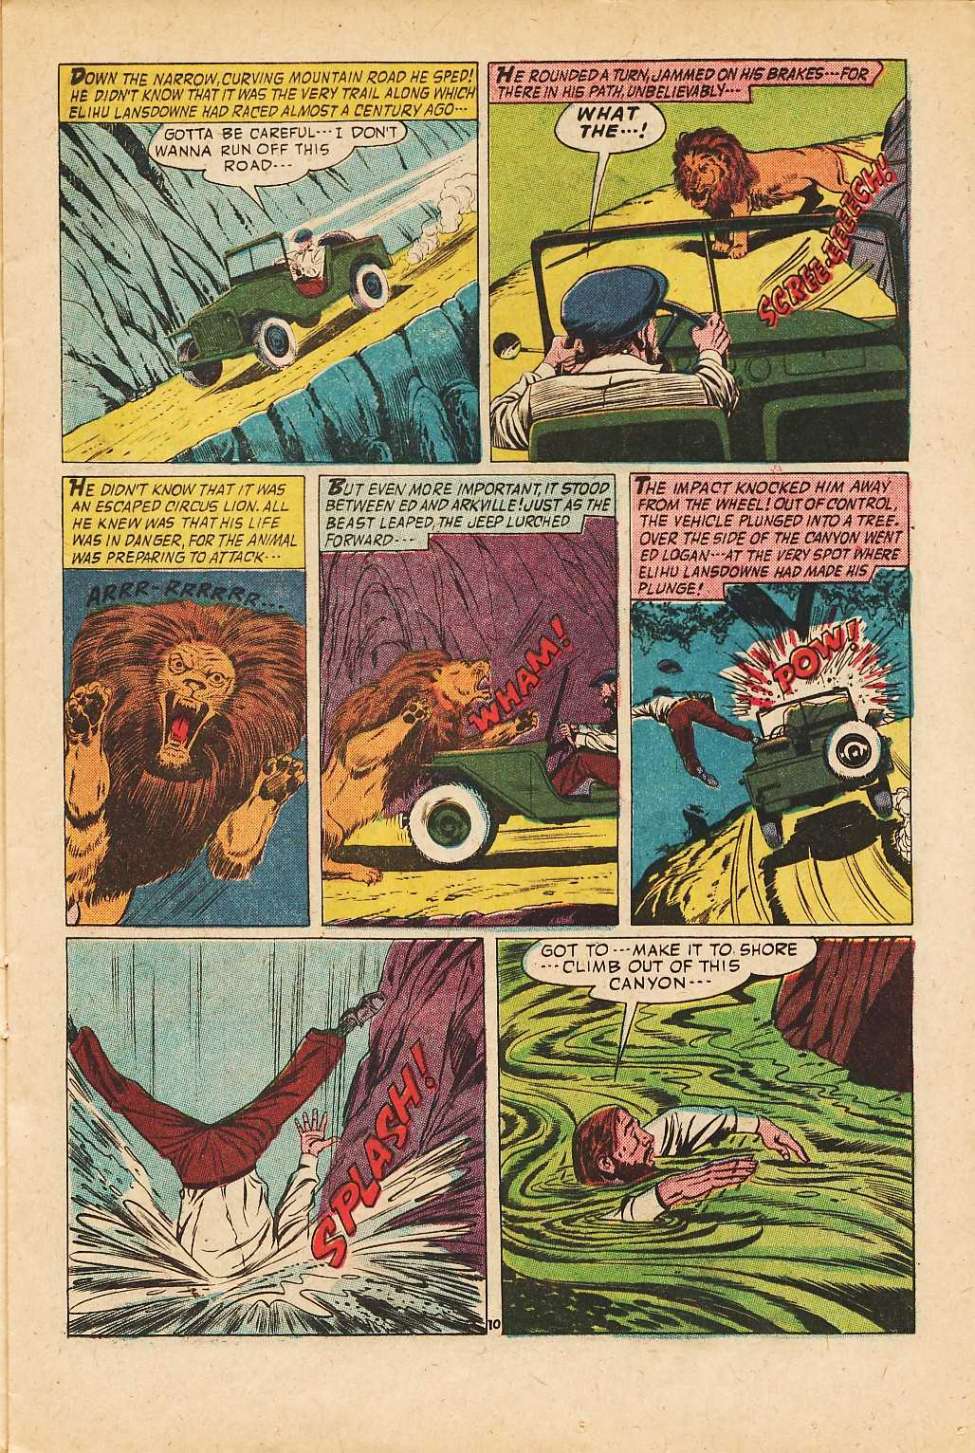 DOWN THE NARROW, CURVING MOUNTAIN ROAD HE SPED!
HE DIDN'T KNOW THAT IT WAS THE VERY TRAIL ALONG WHICH
ELIHU LANSDOWNE HAD RACED ALMOST A CENTURY AGO---
GOTTA BE CAREFUL---I DON'T
WANNA RUN OFF THIS
ROAD---
HE ROUNDED A TURN, JAMMED ON HIS BRAKES---FOR
THERE IN HIS PATH, UNBELIEVABLY---
WHAT
THE---!
SCREE-EEEEECH!
HE DIDN'T KNOW THAT IT WAS
AN ESCAPED CIRCUS LION. ALL
HE KNEW WAS THAT HIS LIFE
WAS IN DANGER, FOR THE ANIMAL
WAS PREPARING TO ATTACK---
ARRR-RRRRRR...
BUT EVEN MORE IMPORTANT, IT STOOD
BETWEEN ED AND ARKVILLE! JUST AS THE
BEAST LEAPED, THE JEEP LURCHED
FORWARD---
WHAM!
THE IMPACT KNOCKED HIM AWAY
FROM THE WHEEL! OUT OF CONTROL,
THE VEHICLE PLUNGED INTO A TREE.
OVER THE SIDE OF THE CANYON WENT
ED LOGAN---AT THE VERY SPOT WHERE
ELIHU LANSDOWNE HAD MADE HIS
PLUNGE!
POW!
SPLASH!
GOT TO---MAKE IT TO SHORE
---CLIMB OUT OF THIS
CANYON---
10